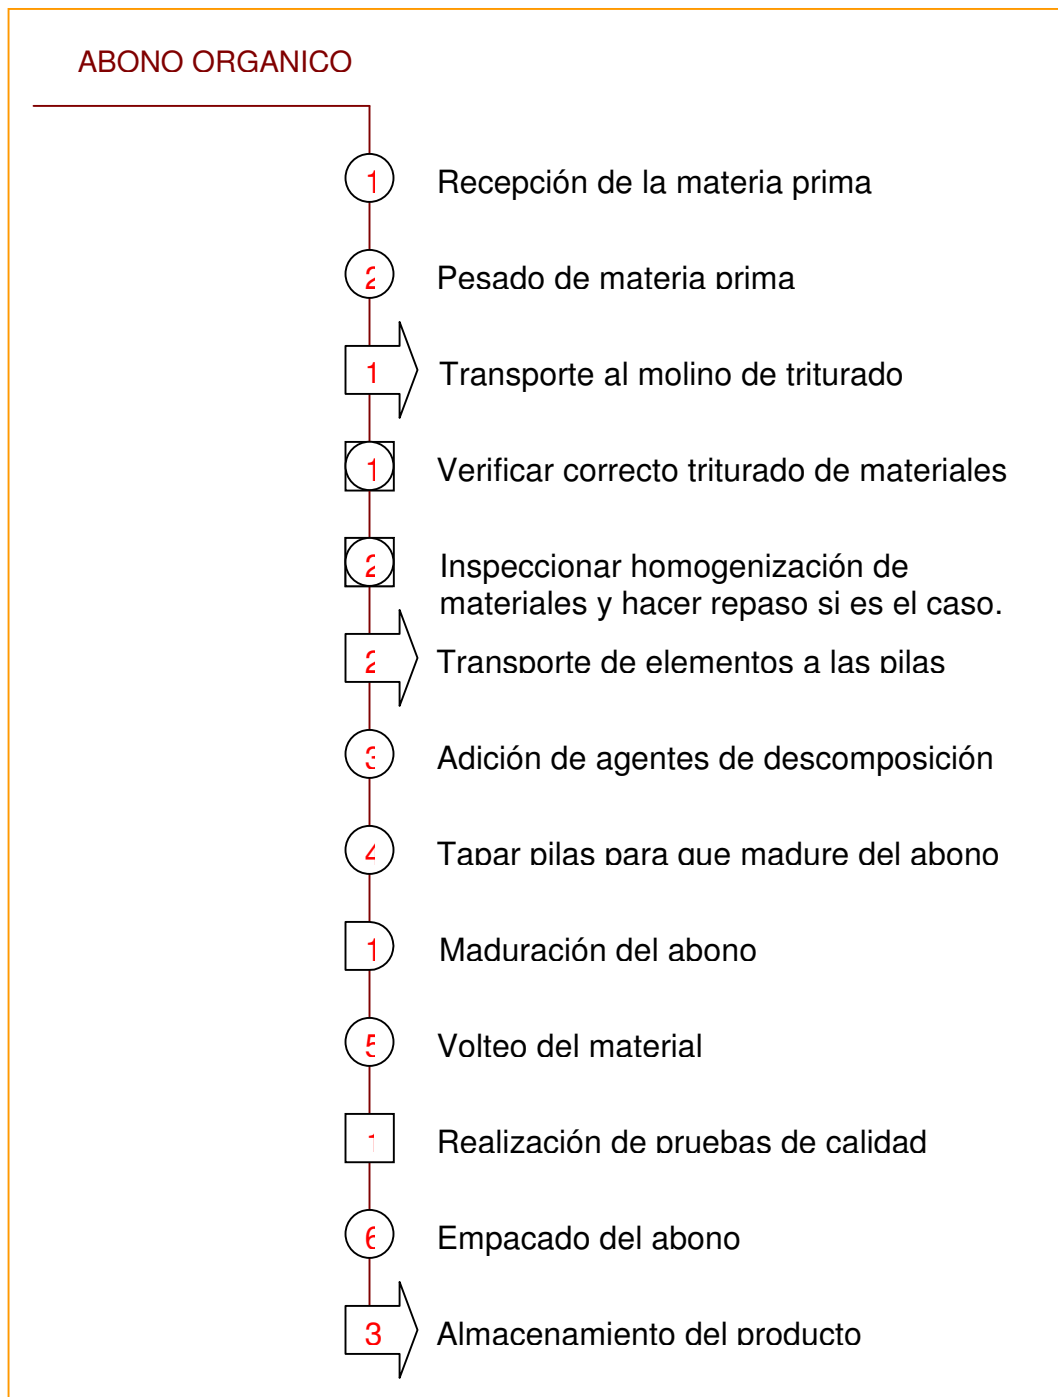 ABONO ORGANICO
1 Recepción de la materia prima
2 Pesado de materia prima
1 Transporte al molino de triturado
1 Verificar correcto triturado de materiales
2 Inspeccionar homogenización de
materiales y hacer repaso si es el caso.
2 Transporte de elementos a las pilas
3 Adición de agentes de descomposición
4 Tapar pilas para que madure del abono
1 Maduración del abono
5 Volteo del material
1 Realización de pruebas de calidad
6 Empacado del abono
3 Almacenamiento del producto